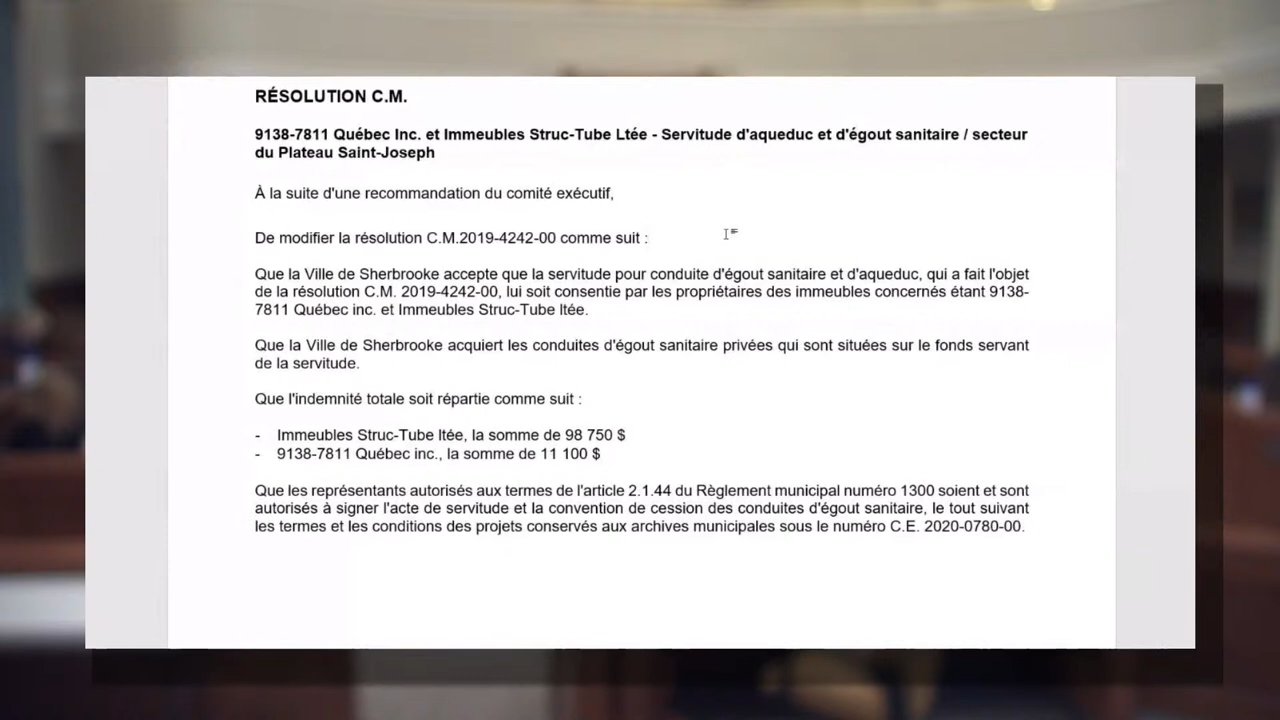 RÉSOLUTION C.M.
9138-7811 Québec Inc. et Immeubles Struc-Tube Ltée - Servitude d'aqueduc et d'égout sanitaire / secteur
du Plateau Saint-Joseph
À la suite d'une recommandation du comité exécutif,
De modifier la résolution C.M.2019-4242-00 comme suit :
Que la Ville de Sherbrooke accepte que la servitude pour conduite d'égout sanitaire et d'aqueduc, qui a fait l'objet
de la résolution C.M. 2019-4242-00, lui soit consentie par les propriétaires des immeubles concernés étant 9138-
7811 Québec inc. et Immeubles Struc-Tube ltée.
Que la Ville de Sherbrooke acquiert les conduites d'égout sanitaire privées qui sont situées sur le fonds servant
de la servitude.
Que l'indemnité totale soit répartie comme suit :
- Immeubles Struc-Tube ltée, la somme de 98 750 $
- 9138-7811 Québec inc., la somme de 11 100 $
Que les représentants autorisés aux termes de l'article 2.1.44 du Règlement municipal numéro 1300 soient et sont
autorisés à signer l'acte de servitude et la convention de cession des conduites d'égout sanitaire, le tout suivant
les termes et les conditions des projets conservés aux archives municipales sous le numéro C.E. 2020-0780-00.